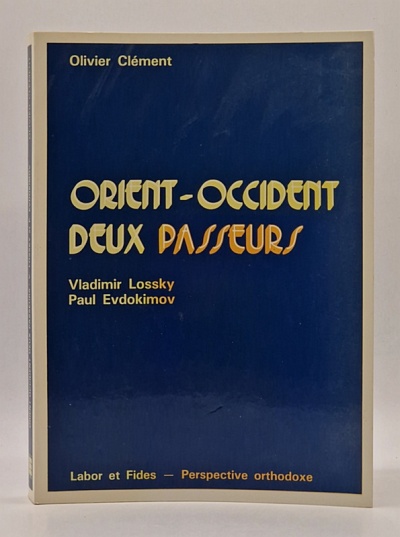 Olivier Clément
ORIENT-OCCIDENT
DEUX PASSEURS
Vladimir Lossky
Paul Evdokimov
Labor et Fides — Perspective orthodoxe